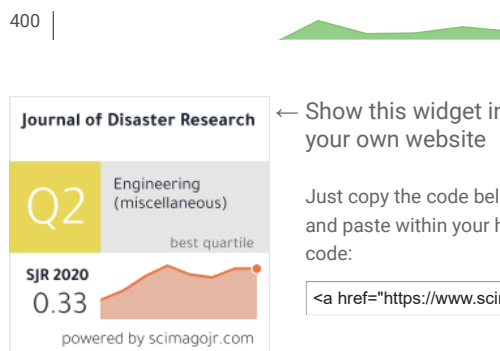 400
Journal of Disaster Research
Q2
Engineering
(miscellaneous)
best quartile
SJR 2020
0.33
powered by scimagojr.com
← Show this widget in
your own website
Just copy the code bel
and paste within your h
code:
<a href="https://www.scin